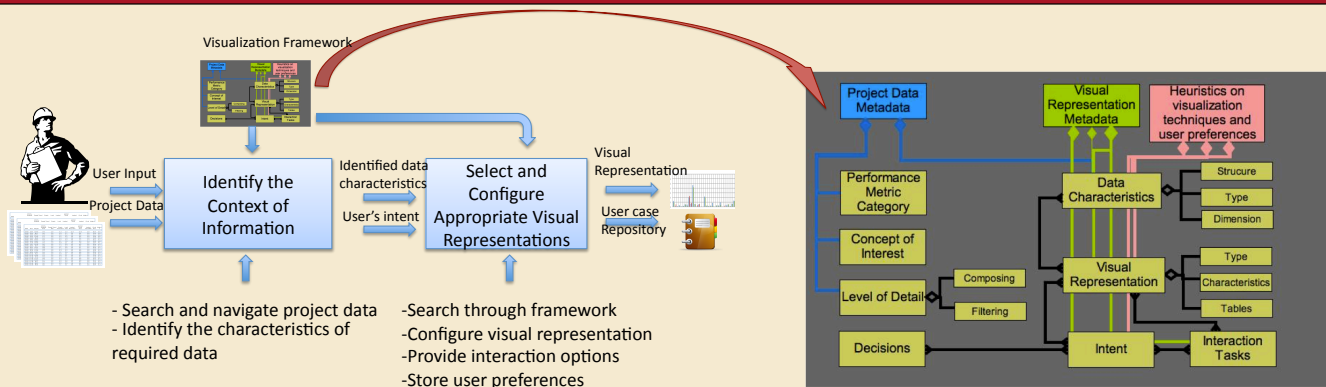 Visualization Framework
User Input
Project Data
Identify the
Context of
Information
Identified data
characteristics
User's intent
Select and
Configure
Appropriate Visual
Representations
Visual
Representation
User case
Repository
- Search and navigate project data
- Identify the characteristics of
required data
-Search through framework
-Configure visual representation
-Provide interaction options
-Store user preferences
Project Data
Metadata
Visual
Representation
Metadata
Heuristics on
visualization
techniques and
user preferences
Performance
Metric
Category
Concept of
Interest
Level of Detail
Composing
Filtering
Decisions
Data
Characteristics
Strucure
Type
Dimension
Visual
Representation
Type
Characteristics
Tables
Intent
Interaction
Tasks